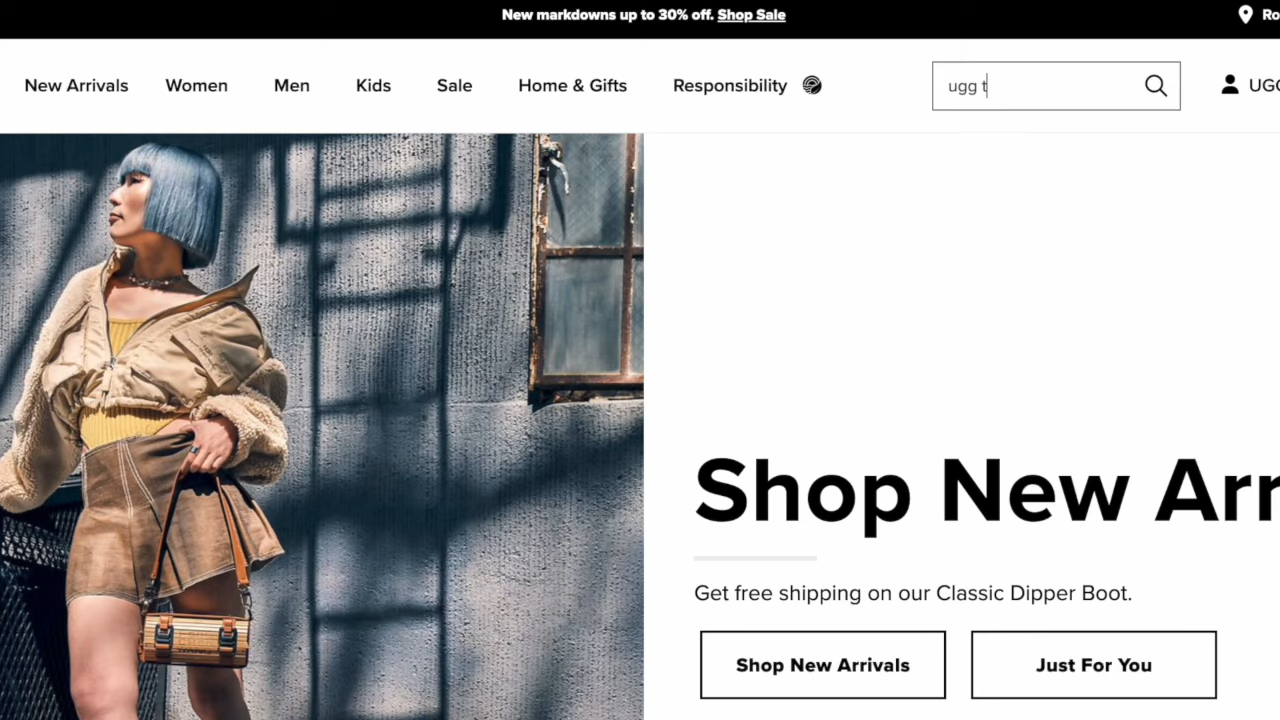 New markdowns up to 30% off. Shop Sale
New Arrivals Women Men Kids Sale Home & Gifts Responsibility ugg t
Shop New
Get free shipping on our Classic Dipper Boot.
Shop New Arrivals Just For You